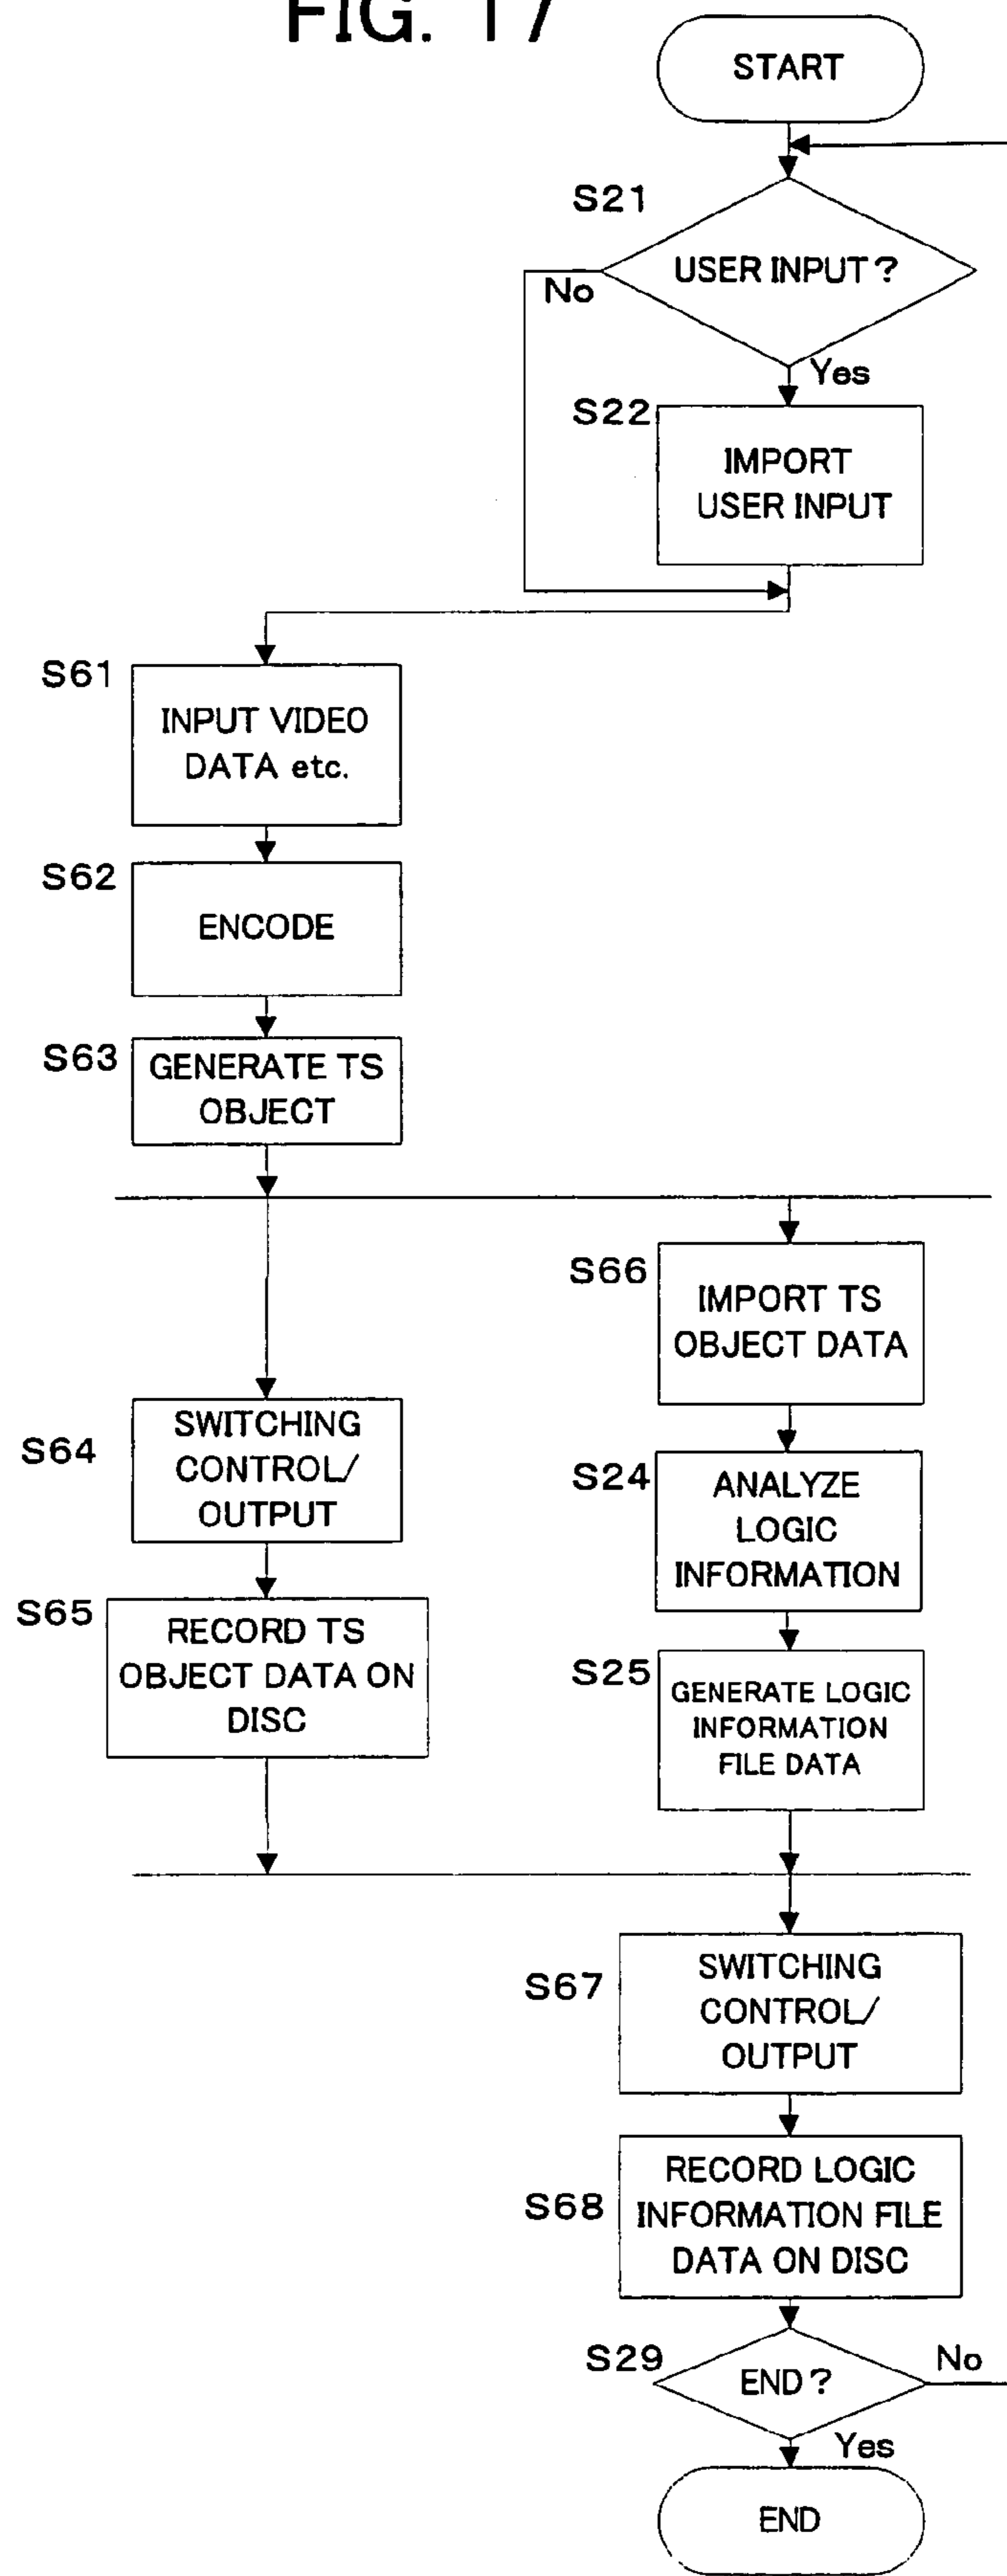 FIG. 17
START
S21
USER INPUT?
No
Yes
S22
IMPORT
USER INPUT
S61
INPUT VIDEO
DATA etc.
S62
ENCODE
S63
GENERATE TS
OBJECT
S66
IMPORT TS
OBJECT DATA
S64
SWITCHING
CONTROL/
OUTPUT
S24
ANALYZE
LOGIC
INFORMATION
S65
RECORD TS
OBJECT DATA ON
DISC
S25
GENERATE LOGIC
INFORMATION
FILE DATA
S67
SWITCHING
CONTROL/
OUTPUT
S68
RECORD LOGIC
INFORMATION FILE
DATA ON DISC
S29
END?
No
Yes
END